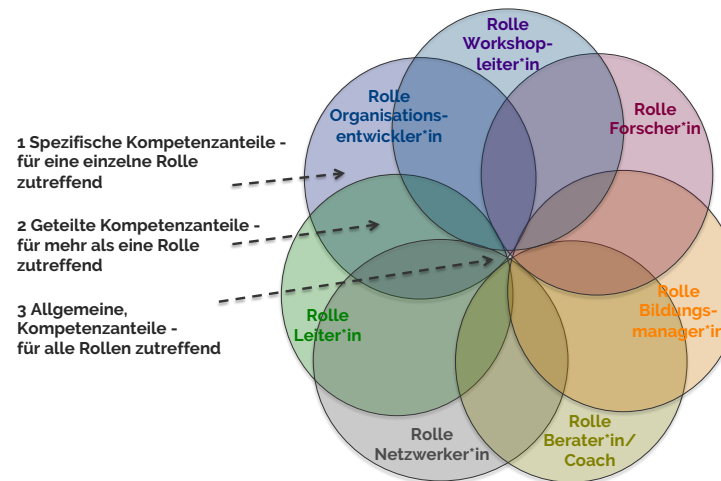 Rolle
Workshop-
leiter*in
Rolle
Organisations-
entwickler*in
Rolle
Forscher*in
1 Spezifische Kompetenzanteile -
für eine einzelne Rolle
zutreffend
2 Geteilte Kompetenzanteile -
für mehr als eine Rolle
zutreffend
3 Allgemeine,
Kompetenzanteile -
für alle Rollen zutreffend
Rolle
Leiter*in
Rolle
Bildungs-
manager*in
Rolle
Netzwerker*in
Rolle
Berater*in/
Coach